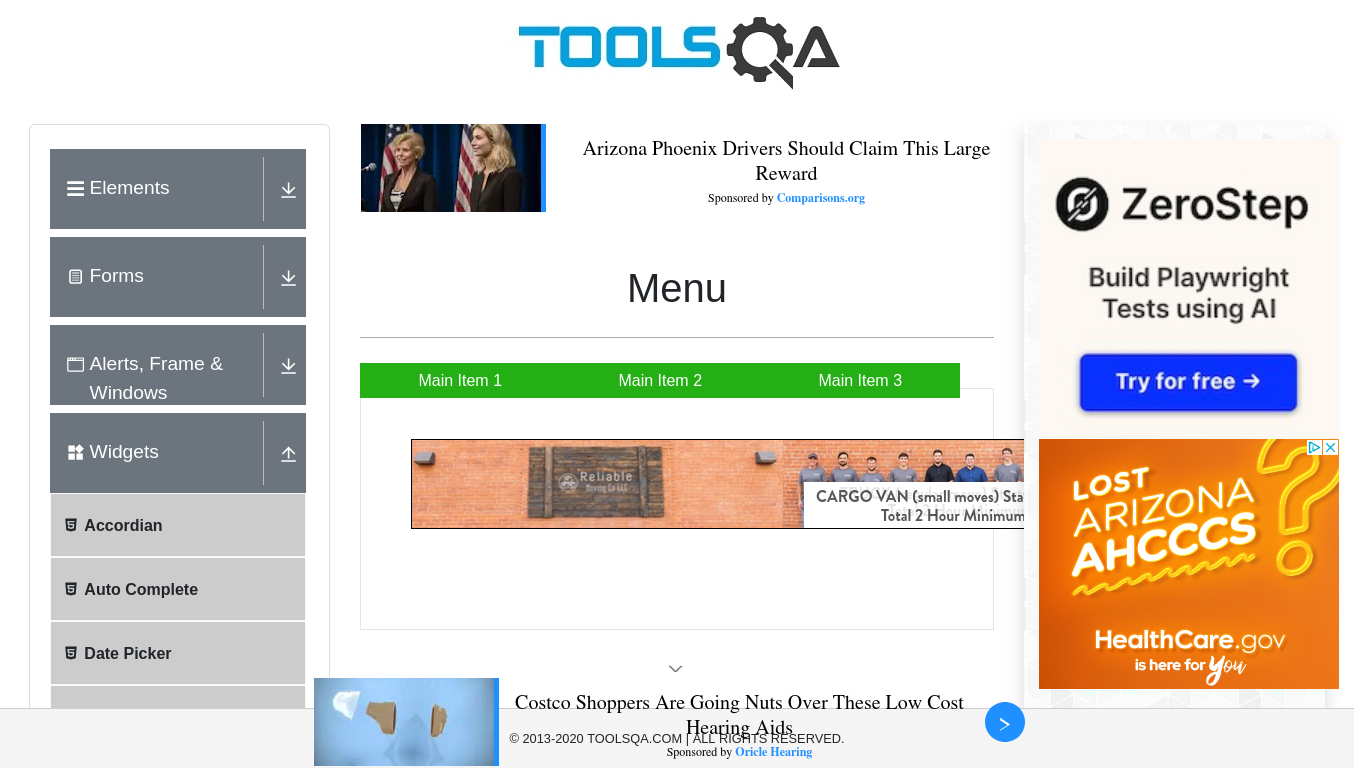 TOOLSQA
Elements
Forms
Alerts, Frame &
Windows
Widgets
Accordian
Auto Complete
Date Picker
Arizona Phoenix Drivers Should Claim This Large
Reward
Sponsored by Comparisons.org
Menu
Main Item 1
Main Item 2
Main Item 3
Reliable
Moving Co LLC
CARGO VAN (small moves) Sta
Total 2 Hour Minimum
ZeroStep
Build Playwright
Tests using AI
Try for free →
LOST
ARIZONA
AHCCCS?
HealthCare.gov
is here for You
Costco Shoppers Are Going Nuts Over These Low Cost
Hearing Aids
© 2013-2020 TOOLSQA.COM | ALL RIGHTS RESERVED.
Sponsored by Oricle Hearing